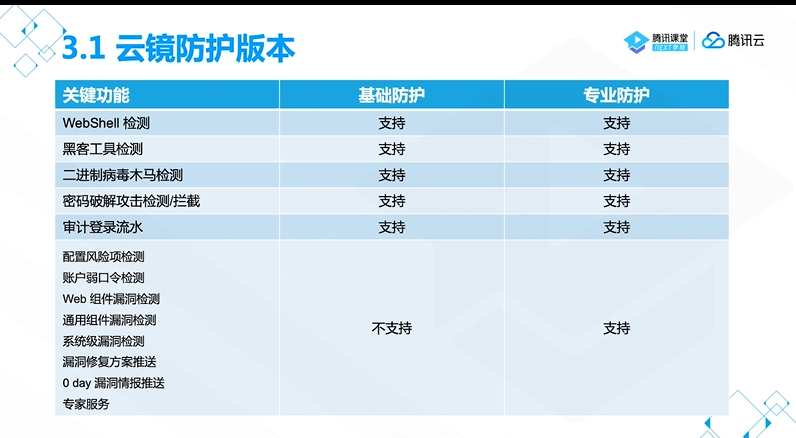 3.1 云镜防护版本
腾讯课堂
NEXT学院
腾讯云
关键功能 基础防护 专业防护
WebShell 检测 支持 支持
黑客工具检测 支持 支持
二进制病毒木马检测 支持 支持
密码破解攻击检测/拦截 支持 支持
审计登录流水 支持 支持
配置风险项检测
账户弱口令检测
Web 组件漏洞检测
通用组件漏洞检测
系统级漏洞检测
漏洞修复方案推送
0 day 漏洞情报推送
专家服务
不支持 支持